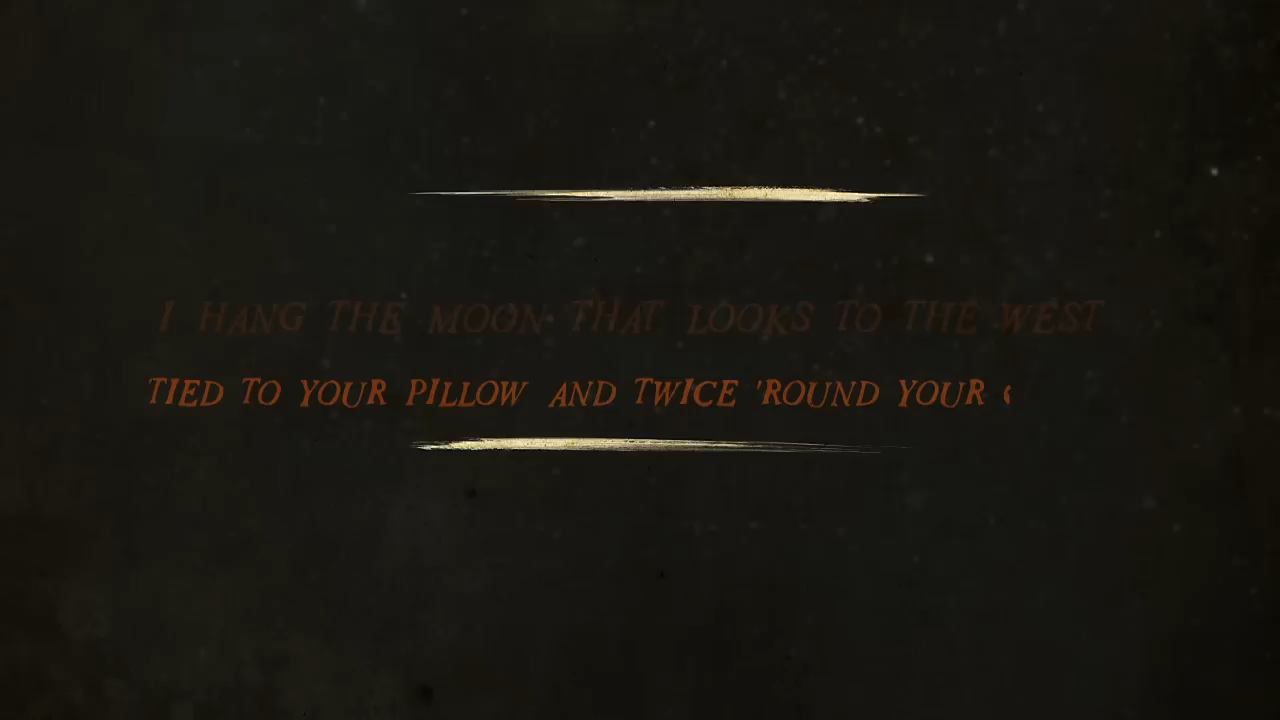 I HANG THE MOON THAT LOOKS TO THE WEST
TIED TO YOUR PILLOW AND TWICE 'ROUND YOUR